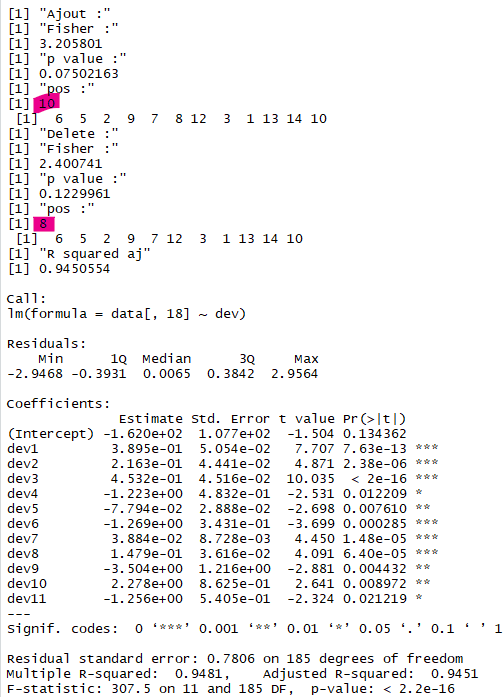 [1] "Ajout :"
[1] "Fisher :"
[1] 3.205801
[1] "p value :"
[1] 0.07502163
[1] "pos :"
[1] 10
[1] 6 5 2 9 7 8 12 3 1 13 14 10
[1] "Delete :"
[1] "Fisher :"
[1] 2.400741
[1] "p value :"
[1] 0.1229961
[1] "pos :"
[1] 8
[1] 6 5 2 9 7 12 3 1 13 14 10
[1] "R squared aj"
[1] 0.9450554
Call:
lm(formula = data[, 18] ~ dev)
Residuals:
Min 1Q Median 3Q Max
-2.9468 -0.3931 0.0065 0.3842 2.9564
Coefficients:
Estimate Std. Error t value Pr(>|t|)
(Intercept) -1.620e+02 1.077e+02 -1.504 0.134362
dev1 3.895e-01 5.054e-02 7.707 7.63e-13 ***
dev2 2.163e-01 4.441e-02 4.871 2.38e-06 ***
dev3 4.532e-01 4.516e-02 10.035 < 2e-16 ***
dev4 -1.223e+00 4.832e-01 -2.531 0.012209 *
dev5 -7.794e-02 2.888e-02 -2.698 0.007610 **
dev6 -1.269e+00 3.431e-01 -3.699 0.000285 ***
dev7 3.884e-02 8.728e-03 4.450 1.48e-05 ***
dev8 1.479e-01 3.616e-02 4.091 6.40e-05 ***
dev9 -3.504e+00 1.216e+00 -2.881 0.004432 **
dev10 2.278e+00 8.625e-01 2.641 0.008972 **
dev11 -1.256e+00 5.405e-01 -2.324 0.021219 *
---
Signif. codes: 0 ‘***’ 0.001 ‘**’ 0.01 ‘*’ 0.05 ‘.’ 0.1 ‘ ’ 1
Residual standard error: 0.7806 on 185 degrees of freedom
Multiple R-squared: 0.9481, Adjusted R-squared: 0.9451
F-statistic: 307.5 on 11 and 185 DF, p-value: < 2.2e-16